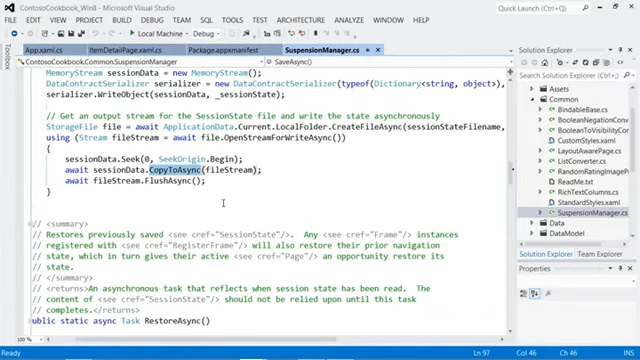 ContosoCookbook_Win8 - Microsoft Visual Studio
FILE EDIT VIEW PROJECT BUILD DEBUG TEAM SQL TOOLS TEST ARCHITECTURE ANALYZE WINDOW HELP
Local Machine Debug
App.xaml.cs ItemDetailPage.xaml.cs Package.appxmanifest SuspensionManager.cs
ContosoCookbook.Common.SuspensionManager SaveAsync()
Toolbox
MemoryStream sessionData = new MemoryStream();
DataContractSerializer serializer = new DataContractSerializer(typeof(Dictionary<string, object>),
serializer.WriteObject(sessionData, _sessionState);
// Get an output stream for the SessionState file and write the state asynchronously
StorageFile file = await ApplicationData.Current.LocalFolder.CreateFileAsync(sessionStateFilename,
using (Stream fileStream = await file.OpenStreamForWriteAsync())
{
sessionData.Seek(0, SeekOrigin.Begin);
await sessionData.CopyToAsync(fileStream);
await fileStream.FlushAsync();
}
/ <summary>
/ Restores previously saved <see cref="SessionState"/>. Any <see cref="Frame"/> instances
/ registered with <see cref="RegisterFrame"/> will also restore their prior navigation
/ state, which in turn gives their active <see cref="Page"/> an opportunity restore its
/ state.
/ </summary>
/ <returns>An asynchronous task that reflects when session state has been read. The
/ content of <see cref="SessionState"/> should not be relied upon until this task
/ completes.</returns>
public static async Task RestoreAsync()
100 %
Solution Explorer
Search Solution Explorer
Assets
Common
BindableBase.cs
BooleanNegationConver
BooleanToVisibilityCon
CustomStyles.xaml
LayoutAwarePage.cs
ListConverter.cs
RandomRatingImageCon
ReadMe.txt
RichTextColumns.cs
StandardStyles.xaml
SuspensionManager.cs
Data
DataModel
Properties
Ln 97 Col 46 Ch 46 INS